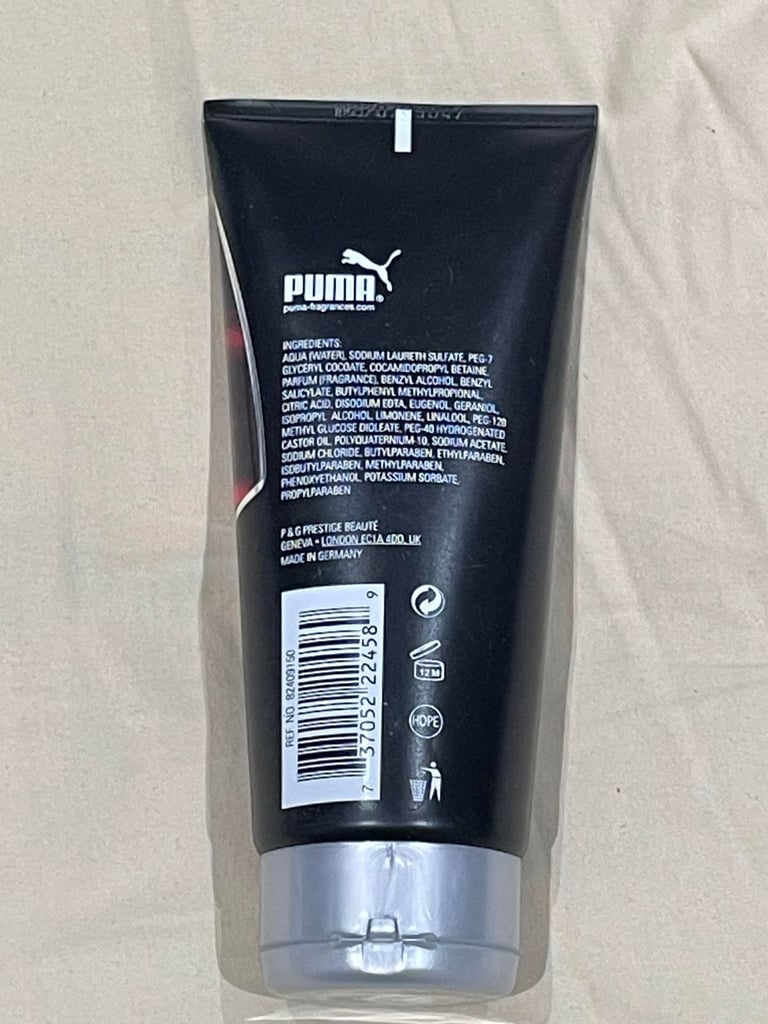 PUMA®
puma-fragrances.com
INGREDIENTS:
AQUA (WATER), SODIUM LAURETH SULFATE, PEG-7
GLYCERYL COCOATE, COCAMIDOPROPYL BETAINE,
PARFUM (FRAGRANCE), BENZYL ALCOHOL, BENZYL
SALICYLATE, BUTYLPHENYL METHYLPROPIONAL,
CITRIC ACID, DISODIUM EDTA, EUGENOL, GERANIOL,
ISOPROPYL ALCOHOL, LIMONENE, LINALOOL, PEG-120
METHYL GLUCOSE DIOLEATE, PEG-40 HYDROGENATED
CASTOR OIL, POLYQUATERNIUM-10, SODIUM ACETATE,
SODIUM CHLORIDE, BUTYLPARABEN, ETHYLPARABEN,
ISOBUTYLPARABEN, METHYLPARABEN,
PHENOXYETHANOL, POTASSIUM SORBATE,
PROPYLPARABEN
P & G PRESTIGE BEAUTÉ
GENEVA • LONDON EC1A 4DD, UK
MADE IN GERMANY
REF NO 82409150
7 37052 22458 9
12 M
HDPE